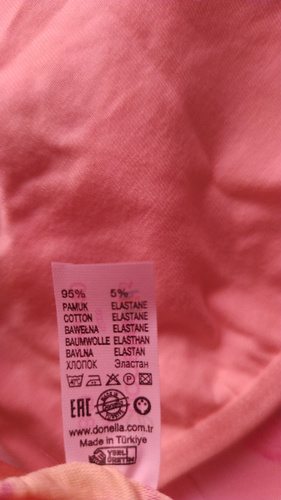 95% 5%
PAMUK ELASTANE
COTTON ELASTANE
BAWEŁNA ELASTANE
BAUMWOLLE ELASTHAN
BAVLNA ELASTAN
ХЛОПОК Эластан
EAC
www.donella.com.tr
Made in Türkiye
YERLİ
ÜRETİM